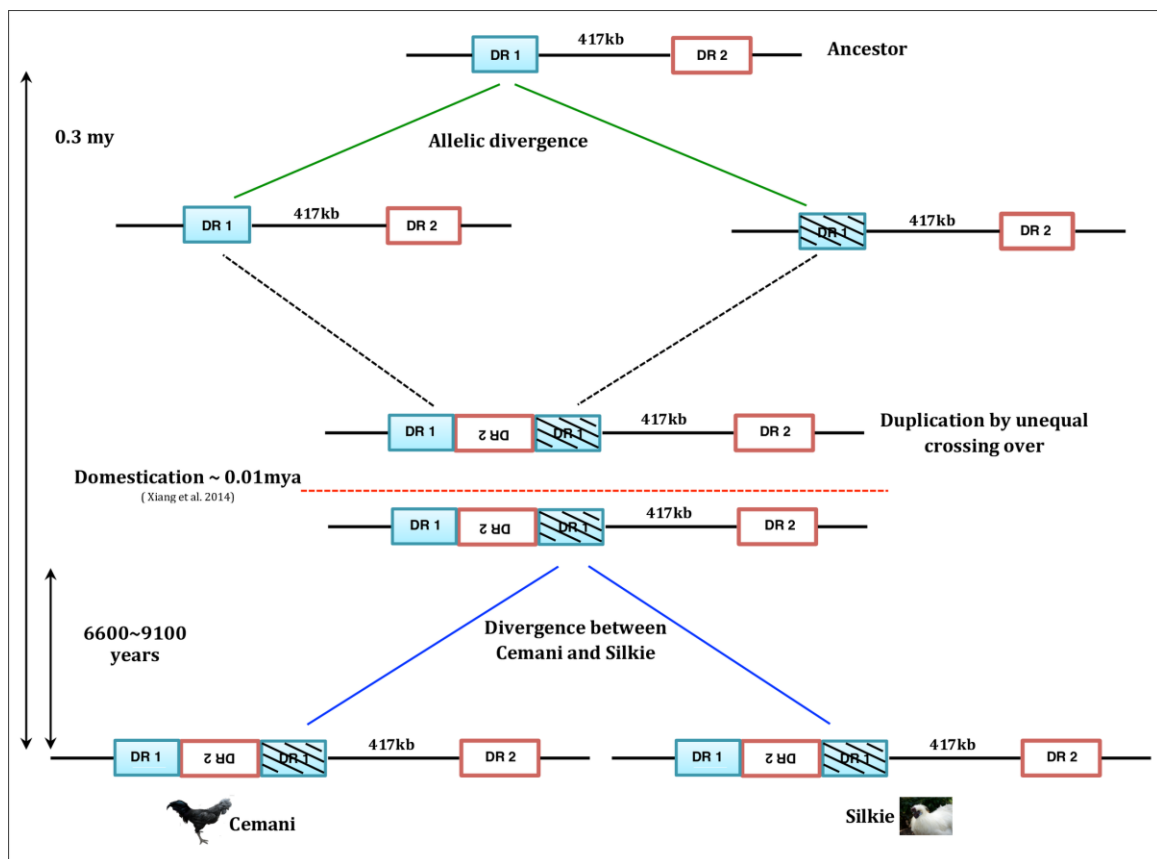 417kb
DR 1
DR 2
Ancestor
0.3 my
Allelic divergence
DR 1
417kb
DR 2
DR 1
417kb
DR 2
DR 1
DR 2
DR 1
417kb
DR 2
Duplication by unequal
crossing over
Domestication ~ 0.01mya
( Xiang et al. 2014)
DR 1
DR 2
DR 1
417kb
DR 2
6600~9100
years
Divergence between
Cemani and Silkie
DR 1
DR 2
DR 1
417kb
DR 2
DR 1
DR 2
DR 1
417kb
DR 2
Cemani
Silkie